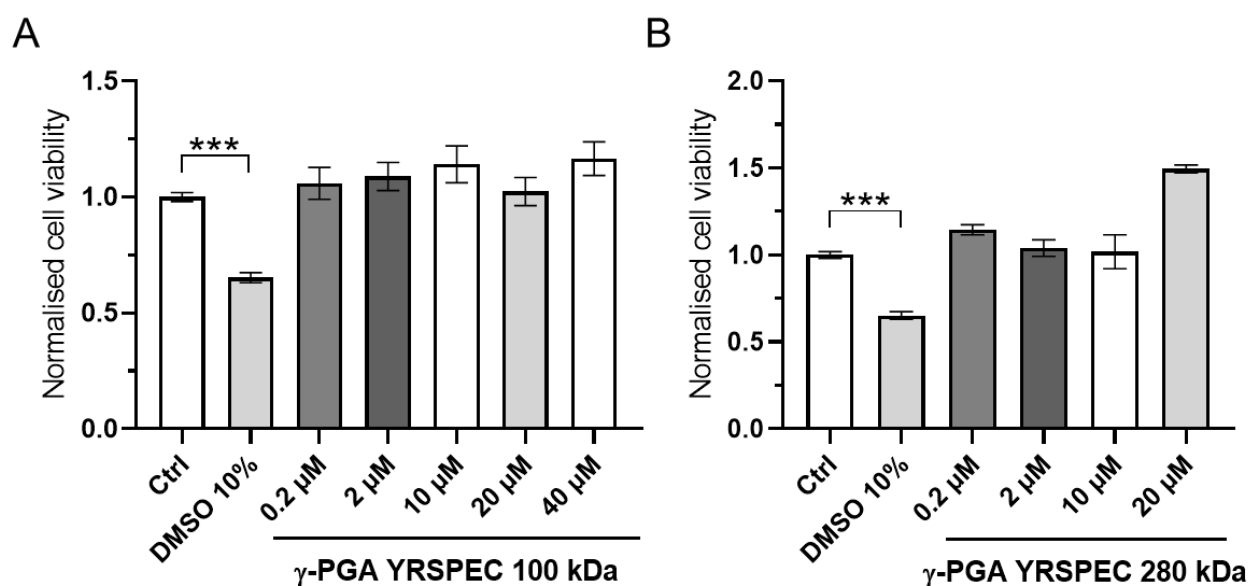 A
Normalised cell viability
1.5
1.0
0.5
0.0
***
Ctrl
DMSO 10%
0.2 µM
2 µM
10 µM
20 µM
40 µM
γ-PGA YRSPEC 100 kDa
B
Normalised cell viability
2.0
1.5
1.0
0.5
0.0
***
Ctrl
DMSO 10%
0.2 µM
2 µM
10 µM
20 µM
γ-PGA YRSPEC 280 kDa